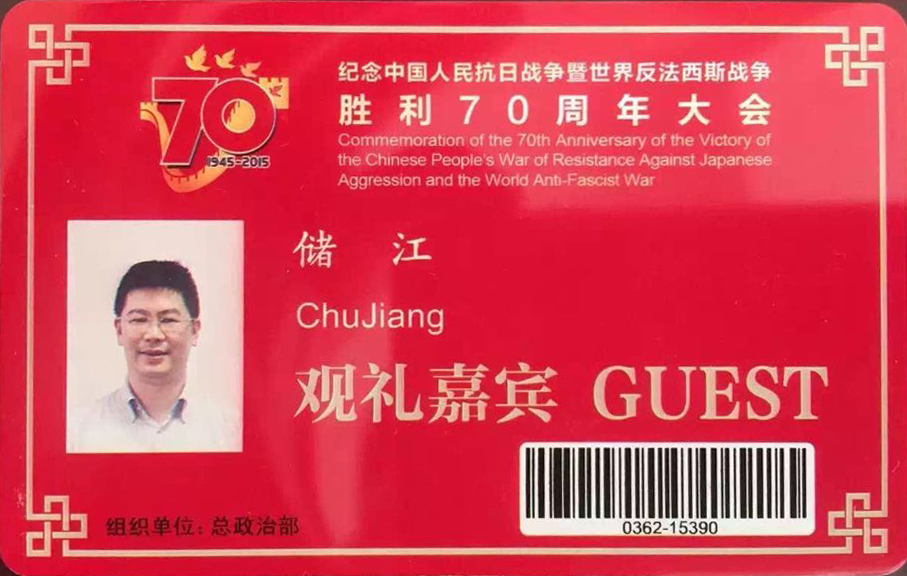 70
1945-2015
纪念中国人民抗日战争暨世界反法西斯战争
胜利70周年大会
Commemoration of the 70th Anniversary of the Victory of
the Chinese People's War of Resistance Against Japanese
Aggression and the World Anti-Fascist War
储 江
ChuJiang
观礼嘉宾 GUEST
0362-15390
组织单位: 总政治部